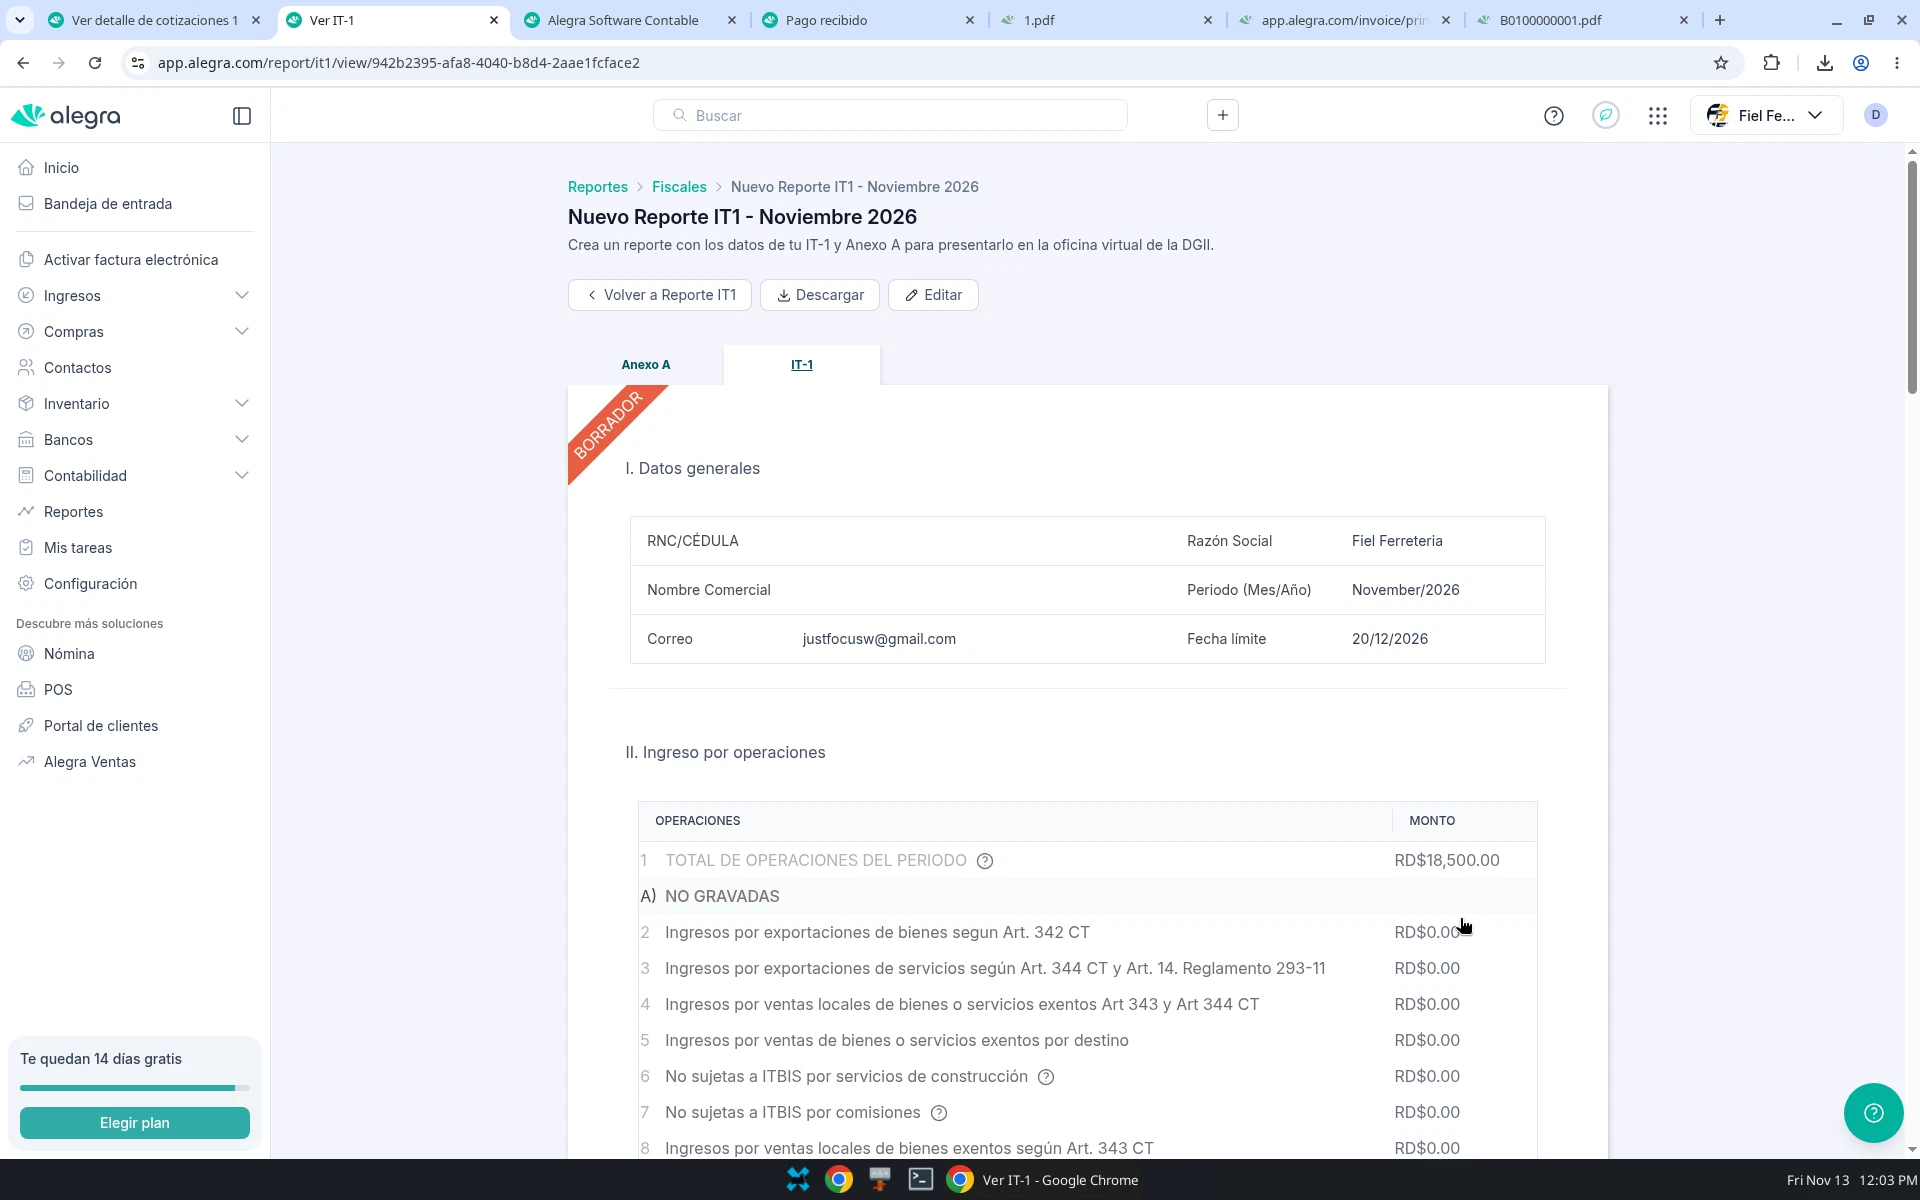 Ver detalle de cotizaciones 1
Ver IT-1
Alegra Software Contable
Pago recibido
1.pdf
app.alegra.com/invoice/prin
B0100000001.pdf
app.alegra.com/report/it1/view/942b2395-afa8-4040-b8d4-2aae1fcface2
alegra
Buscar
Fiel Fe...
D
Inicio
Bandeja de entrada
Activar factura electrónica
Ingresos
Compras
Contactos
Inventario
Bancos
Contabilidad
Reportes
Mis tareas
Configuración
Descubre más soluciones
Nómina
POS
Portal de clientes
Alegra Ventas
Te quedan 14 días gratis
Elegir plan
Reportes > Fiscales > Nuevo Reporte IT1 - Noviembre 2026
Nuevo Reporte IT1 - Noviembre 2026
Crea un reporte con los datos de tu IT-1 y Anexo A para presentarlo en la oficina virtual de la DGII.
Volver a Reporte IT1
Descargar
Editar
Anexo A
IT-1
BORRADOR
I. Datos generales
RNC/CÉDULA Razón Social Fiel Ferreteria
Nombre Comercial Periodo (Mes/Año) November/2026
Correo justfocusw@gmail.com Fecha límite 20/12/2026
II. Ingreso por operaciones
OPERACIONES MONTO
1 TOTAL DE OPERACIONES DEL PERIODO RD$18,500.00
A) NO GRAVADAS
2 Ingresos por exportaciones de bienes segun Art. 342 CT RD$0.00
3 Ingresos por exportaciones de servicios según Art. 344 CT y Art. 14. Reglamento 293-11 RD$0.00
4 Ingresos por ventas locales de bienes o servicios exentos Art 343 y Art 344 CT RD$0.00
5 Ingresos por ventas de bienes o servicios exentos por destino RD$0.00
6 No sujetas a ITBIS por servicios de construcción RD$0.00
7 No sujetas a ITBIS por comisiones RD$0.00
8 Ingresos por ventas locales de bienes exentos según Art. 343 CT RD$0.00
Ver IT-1 - Google Chrome
Fri Nov 13 12:03 PM